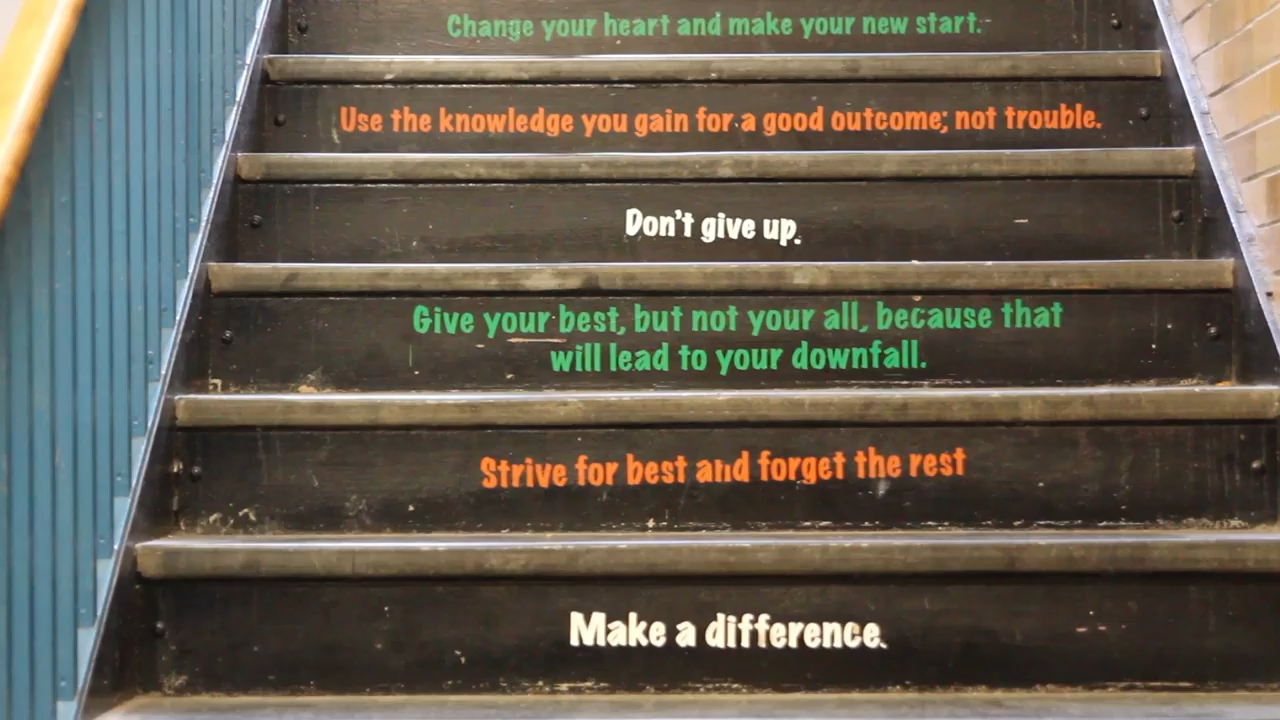 Change your heart and make your new start.
Use the knowledge you gain for a good outcome; not trouble.
Don't give up.
Give your best, but not your all, because that
will lead to your downfall.
Strive for best and forget the rest
Make a difference.